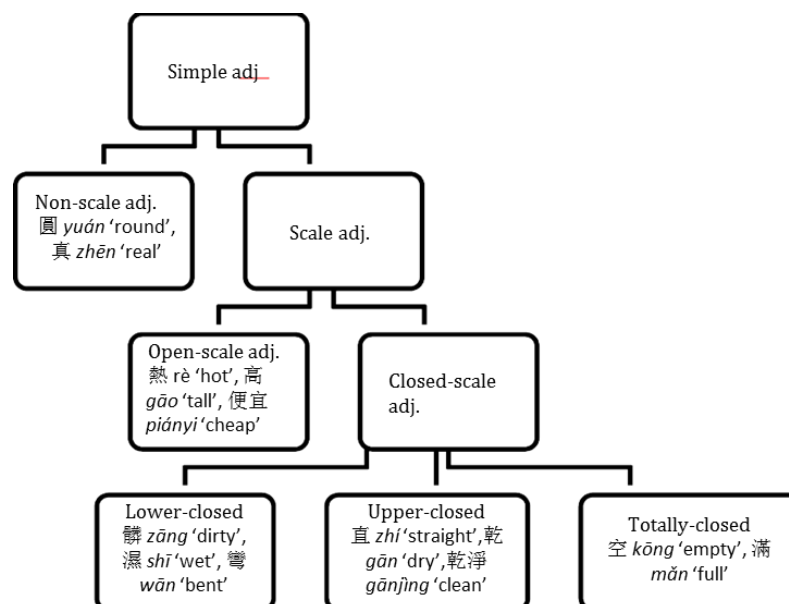 Simple adj
Non-scale adj.
圓 yuán ‘round’,
真 zhēn ‘real’
Scale adj.
Open-scale adj.
熱 rè ‘hot’, 高
gāo ‘tall’, 便宜
piányi ‘cheap’
Closed-scale
adj.
Lower-closed
髒 zāng ‘dirty’,
濕 shī ‘wet’, 彎
wān ‘bent’
Upper-closed
直 zhí ‘straight’,乾
gān ‘dry’,乾淨
gānjìng ‘clean’
Totally-closed
空 kōng ‘empty’, 滿
mǎn ‘full’